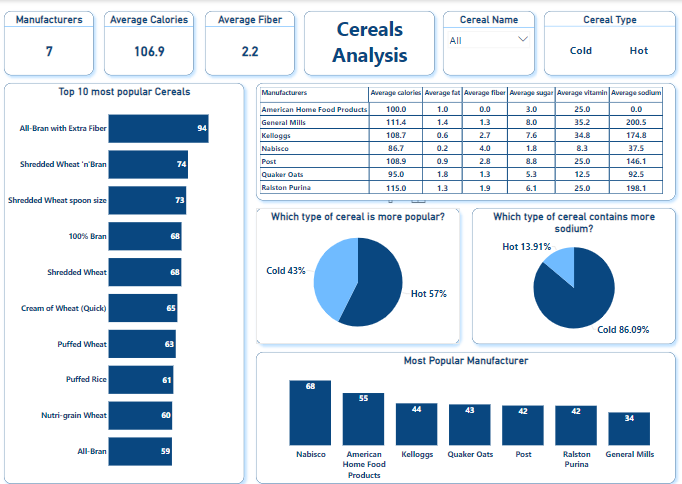 Manufacturers
7
Average Calories
106.9
Average Fiber
2.2
Cereals
Analysis
Cereal Name
All
Cereal Type
Cold Hot
Top 10 most popular Cereals
All-Bran with Extra Fiber 94
Shredded Wheat 'n'Bran 74
Shredded Wheat spoon size 73
100% Bran 68
Shredded Wheat 68
Cream of Wheat (Quick) 65
Puffed Wheat 63
Puffed Rice 61
Nutri-grain Wheat 60
All-Bran 59
Manufacturers Average calories Average fat Average fiber Average sugar Average vitamin Average sodium
American Home Food Products 100.0 1.0 0.0 3.0 25.0 0.0
General Mills 111.4 1.4 1.3 8.0 35.2 200.5
Kelloggs 108.7 0.6 2.7 7.6 34.8 174.8
Nabisco 86.7 0.2 4.0 1.8 8.3 37.5
Post 108.9 0.9 2.8 8.8 25.0 146.1
Quaker Oats 95.0 1.8 1.3 5.3 12.5 92.5
Ralston Purina 115.0 1.3 1.9 6.1 25.0 198.1
Which type of cereal is more popular?
Cold 43%
Hot 57%
Which type of cereal contains more
sodium?
Hot 13.91%
Cold 86.09%
Most Popular Manufacturer
68 55 44 43 42 42 34
Nabisco American Kelloggs Quaker Oats Post Ralston General Mills
Home Food Purina
Products